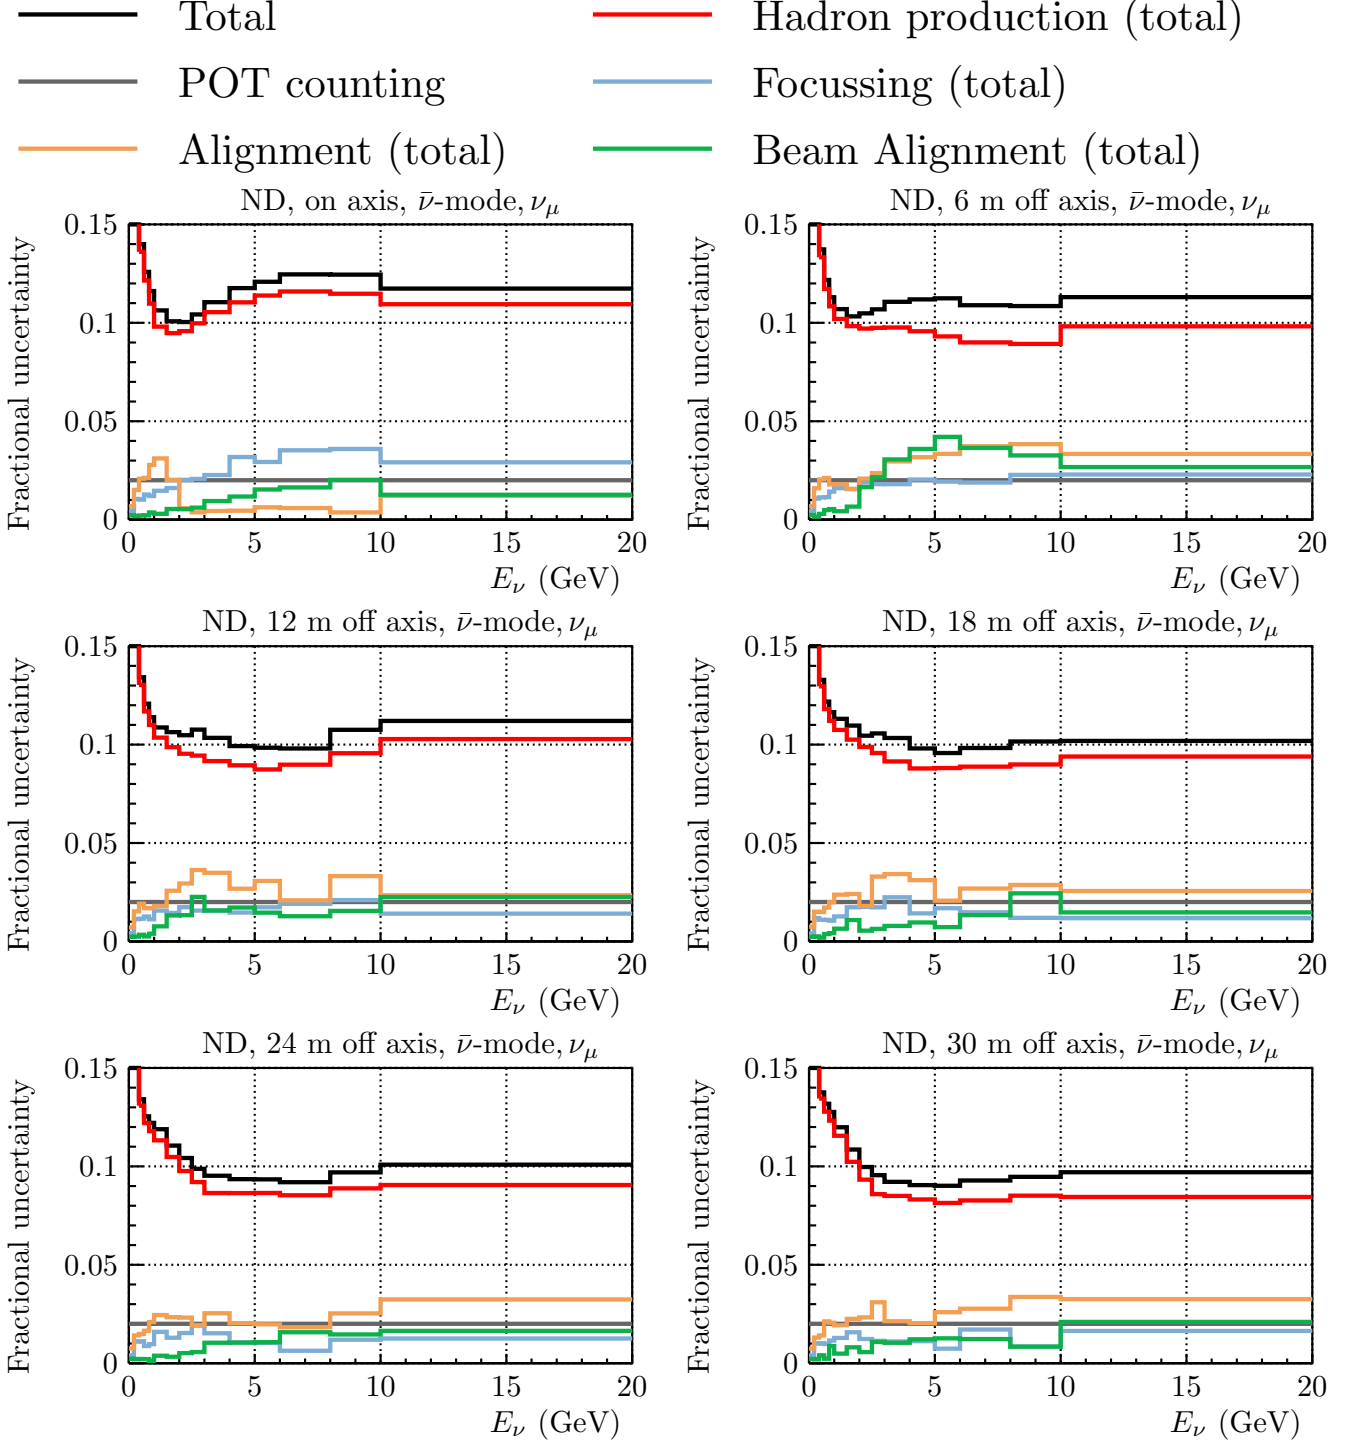 Total Hadron production (total)
POT counting Focussing (total)
Alignment (total) Beam Alignment (total)
ND, on axis, ν̄-mode, νμ
Fractional uncertainty
0.15
0.1
0.05
0
0 5 10 15 20
Eν (GeV)
ND, 6 m off axis, ν̄-mode, νμ
Fractional uncertainty
0.15
0.1
0.05
0
0 5 10 15 20
Eν (GeV)
ND, 12 m off axis, ν̄-mode, νμ
Fractional uncertainty
0.15
0.1
0.05
0
0 5 10 15 20
Eν (GeV)
ND, 18 m off axis, ν̄-mode, νμ
Fractional uncertainty
0.15
0.1
0.05
0
0 5 10 15 20
Eν (GeV)
ND, 24 m off axis, ν̄-mode, νμ
Fractional uncertainty
0.15
0.1
0.05
0
0 5 10 15 20
Eν (GeV)
ND, 30 m off axis, ν̄-mode, νμ
Fractional uncertainty
0.15
0.1
0.05
0
0 5 10 15 20
Eν (GeV)